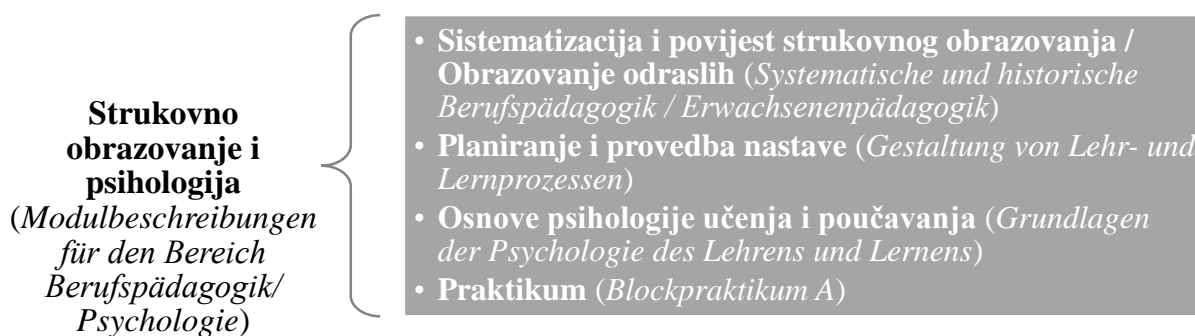 Strukovno
obrazovanje i
psihologija
(Modulbeschreibungen
für den Bereich
Berufspädagogik/
Psychologie)
• Sistematizacija i povijest strukovnog obrazovanja /
Obrazovanje odraslih (Systematische und historische
Berufspädagogik / Erwachsenenpädagogik)
• Planiranje i provedba nastave (Gestaltung von Lehr- und
Lernprozessen)
• Osnove psihologije učenja i poučavanja (Grundlagen
der Psychologie des Lehrens und Lernens)
• Praktikum (Blockpraktikum A)